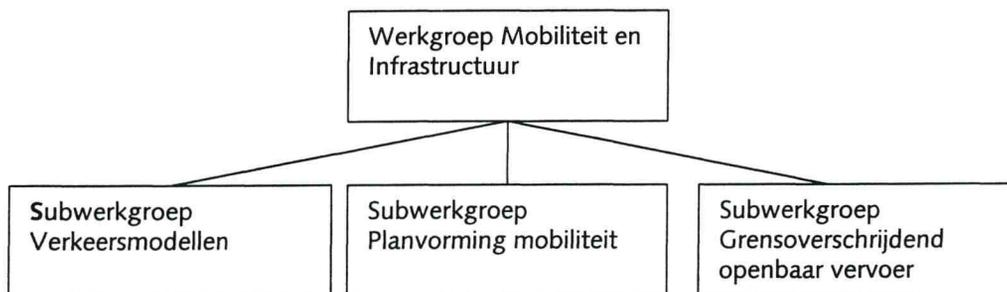 Werkgroep Mobiliteit en
Infrastructuur
Subwerkgroep
Verkeersmodellen
Subwerkgroep
Planvorming mobiliteit
Subwerkgroep
Grensoverschrijdend
openbaar vervoer